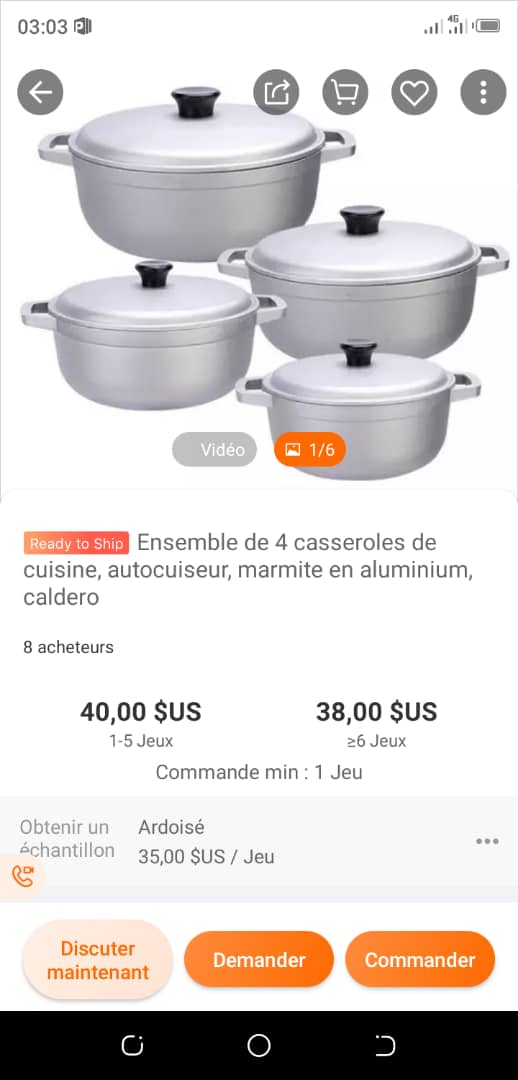 03:03
4G
Vidéo
1/6
Ready to Ship Ensemble de 4 casseroles de
cuisine, autocuiseur, marmite en aluminium,
caldero
8 acheteurs
40,00 $US
38,00 $US
1-5 Jeux
≥6 Jeux
Commande min : 1 Jeu
Obtenir un
échantillon
Ardoisé
35,00 $US / Jeu
Discuter
maintenant
Demander
Commander